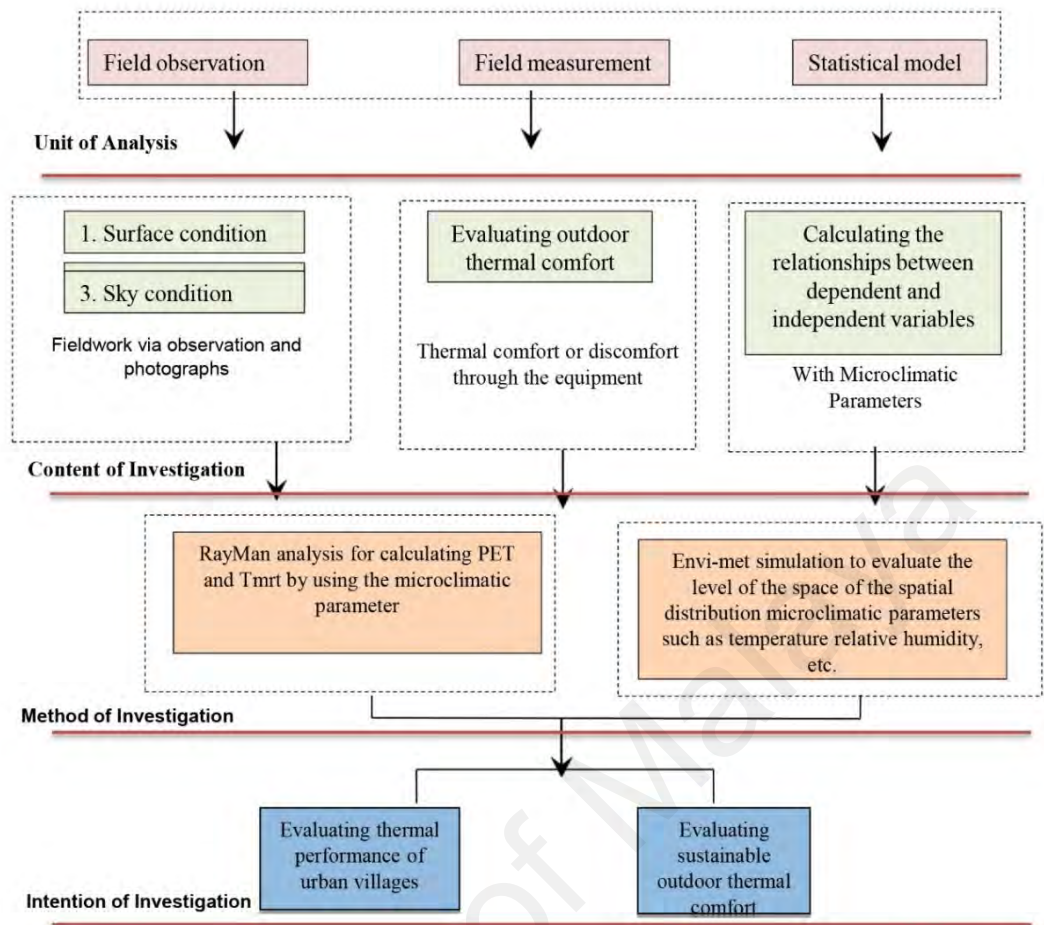 Field observation
Field measurement
Statistical model
Unit of Analysis
1. Surface condition
3. Sky condition
Fieldwork via observation and
photographs
Evaluating outdoor
thermal comfort
Thermal comfort or discomfort
through the equipment
Calculating the
relationships between
dependent and
independent variables
With Microclimatic
Parameters
Content of Investigation
RayMan analysis for calculating PET
and Tmrt by using the microclimatic
parameter
Envi-met simulation to evaluate the
level of the space of the spatial
distribution microclimatic parameters
such as temperature relative humidity,
etc.
Method of Investigation
Evaluating thermal
performance of
urban villages
Evaluating
sustainable
outdoor thermal
comfort
Intention of Investigation
of Malaya